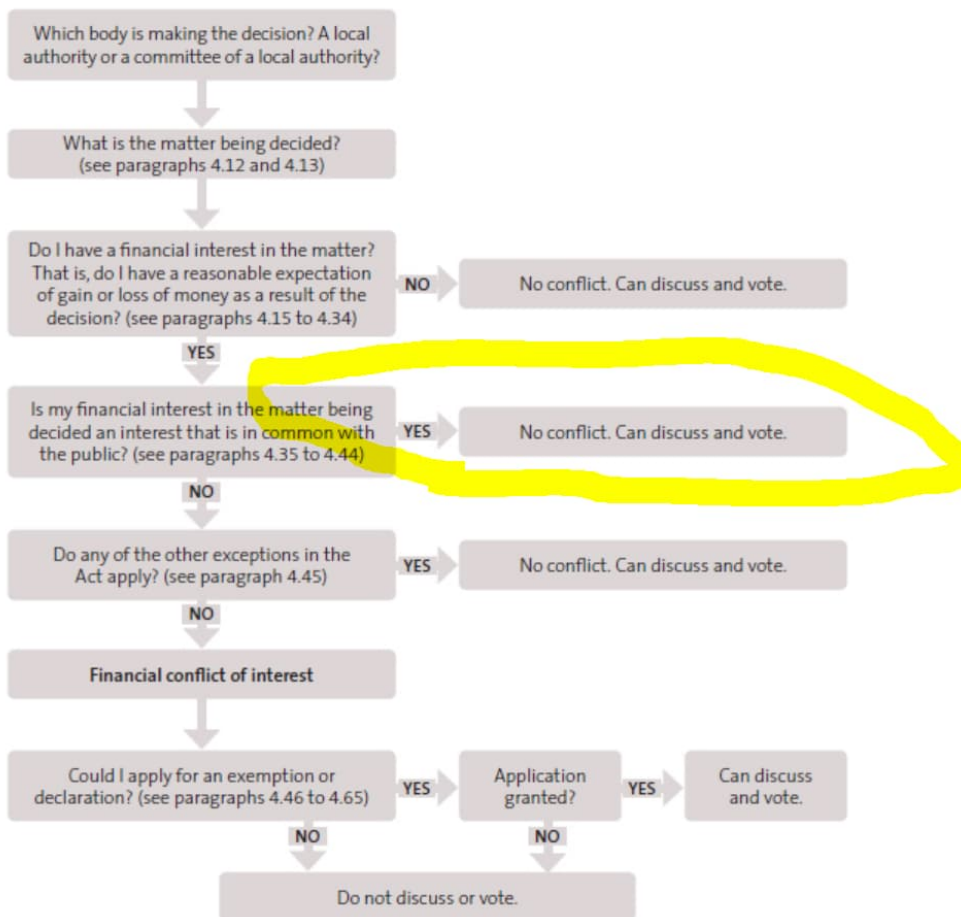 Which body is making the decision? A local
authority or a committee of a local authority?
What is the matter being decided?
(see paragraphs 4.12 and 4.13)
Do I have a financial interest in the matter?
That is, do I have a reasonable expectation
of gain or loss of money as a result of the
decision? (see paragraphs 4.15 to 4.34)
NO
No conflict. Can discuss and vote.
YES
Is my financial interest in the matter being
decided an interest that is in common with
the public? (see paragraphs 4.35 to 4.44)
YES
No conflict. Can discuss and vote.
NO
Do any of the other exceptions in the
Act apply? (see paragraph 4.45)
YES
No conflict. Can discuss and vote.
NO
Financial conflict of interest
Could I apply for an exemption or
declaration? (see paragraphs 4.46 to 4.65)
YES
Application
granted?
YES
Can discuss
and vote.
NO
NO
Do not discuss or vote.